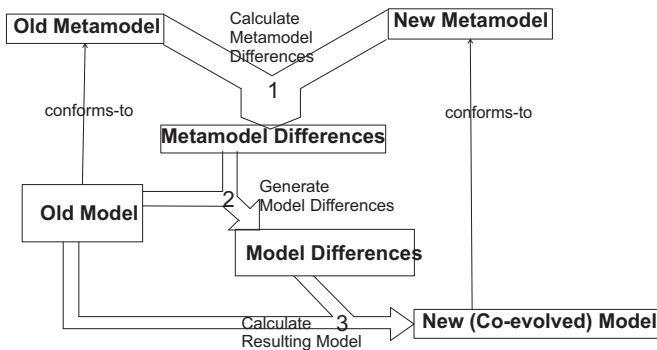 Old Metamodel
Calculate
Metamodel
Differences
New Metamodel
1
conforms-to
conforms-to
Metamodel Differences
Old Model
2
Generate
Model Differences
Model Differences
3
Calculate
Resulting Model
New (Co-evolved) Model